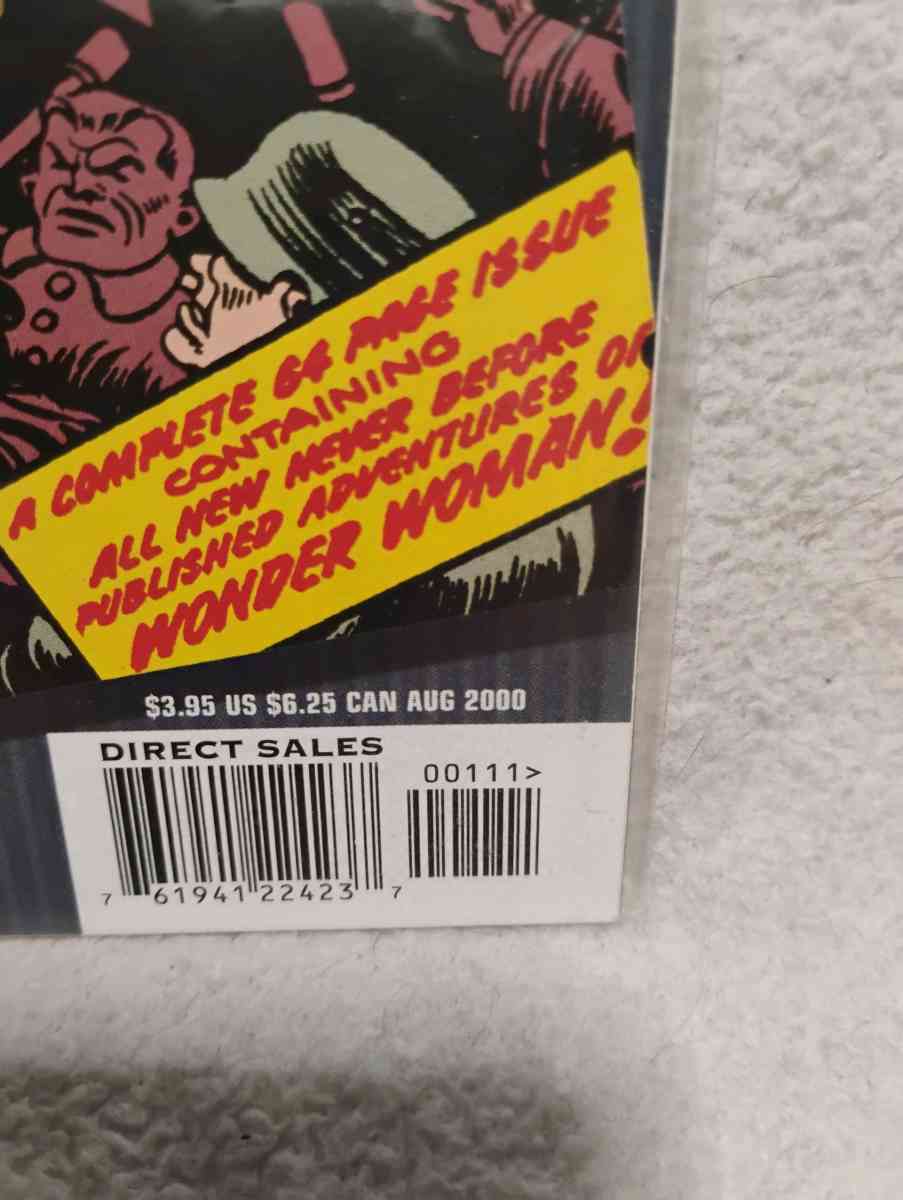 A COMPLETE 64 PAGE ISSUE
CONTAINING
ALL NEW NEVER BEFORE
PUBLISHED ADVENTURES OF
WONDER WOMAN!
$3.95 US $6.25 CAN AUG 2000
DIRECT SALES
00111>
7 61941 22423 7